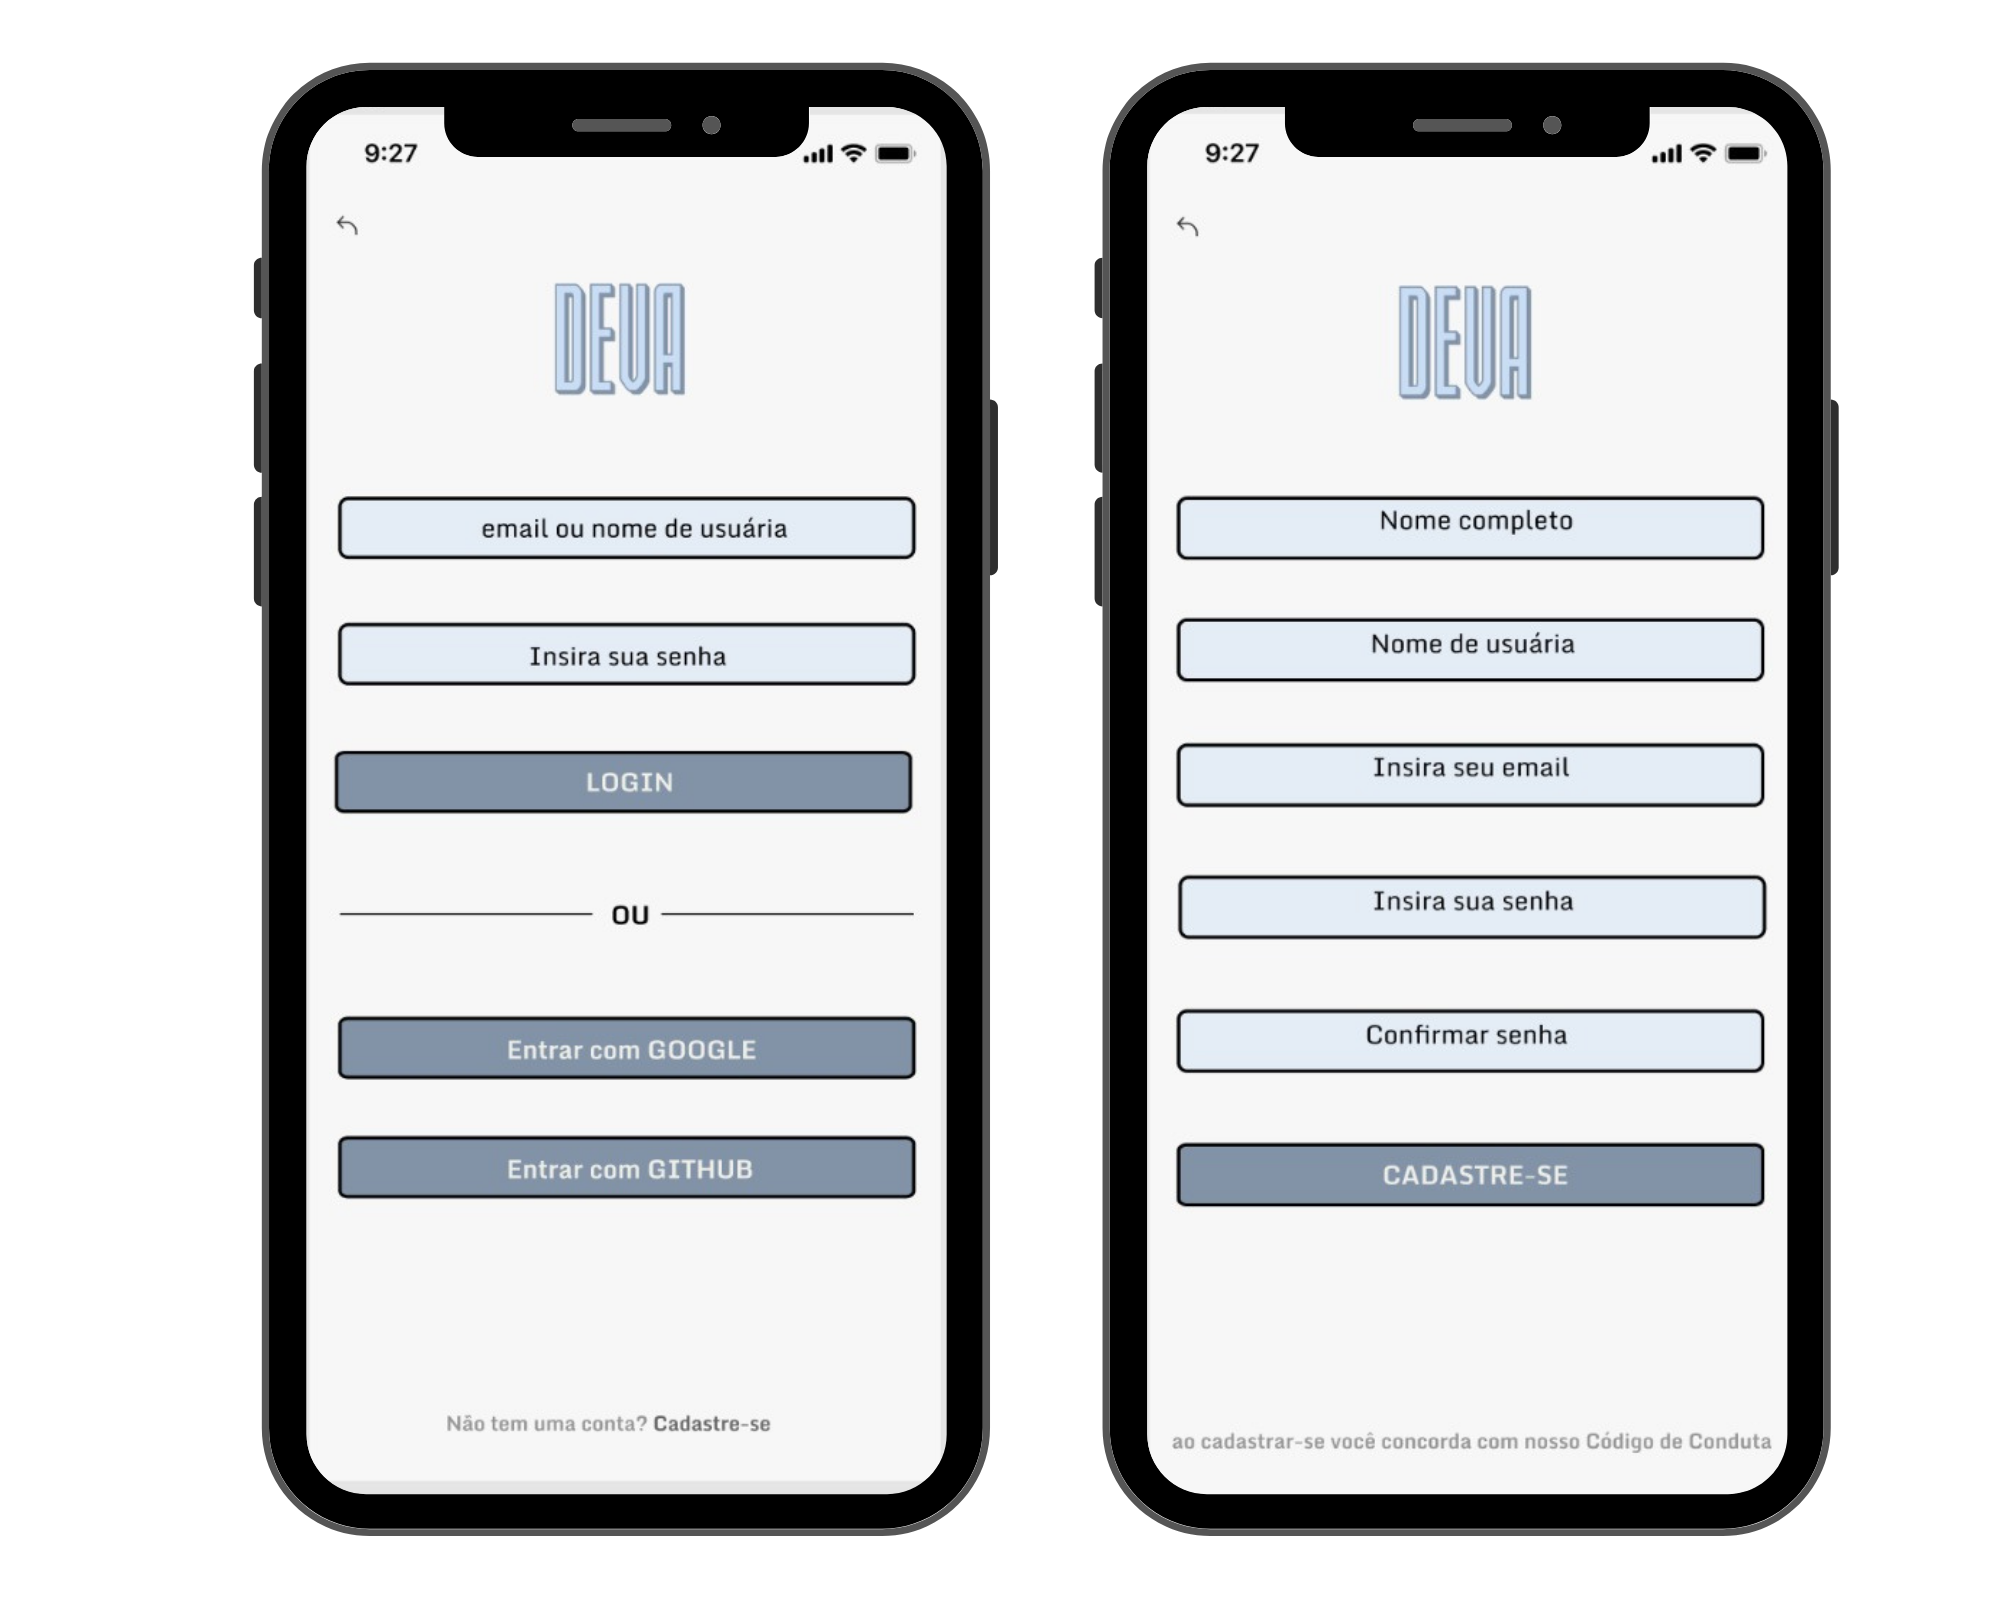 9:27
DEVA
email ou nome de usuária
Insira sua senha
LOGIN
OU
Entrar com GOOGLE
Entrar com GITHUB
Não tem uma conta? Cadastre-se
9:27
DEVA
Nome completo
Nome de usuária
Insira seu email
Insira sua senha
Confirmar senha
CADASTRE-SE
ao cadastrar-se você concorda com nosso Código de Conduta